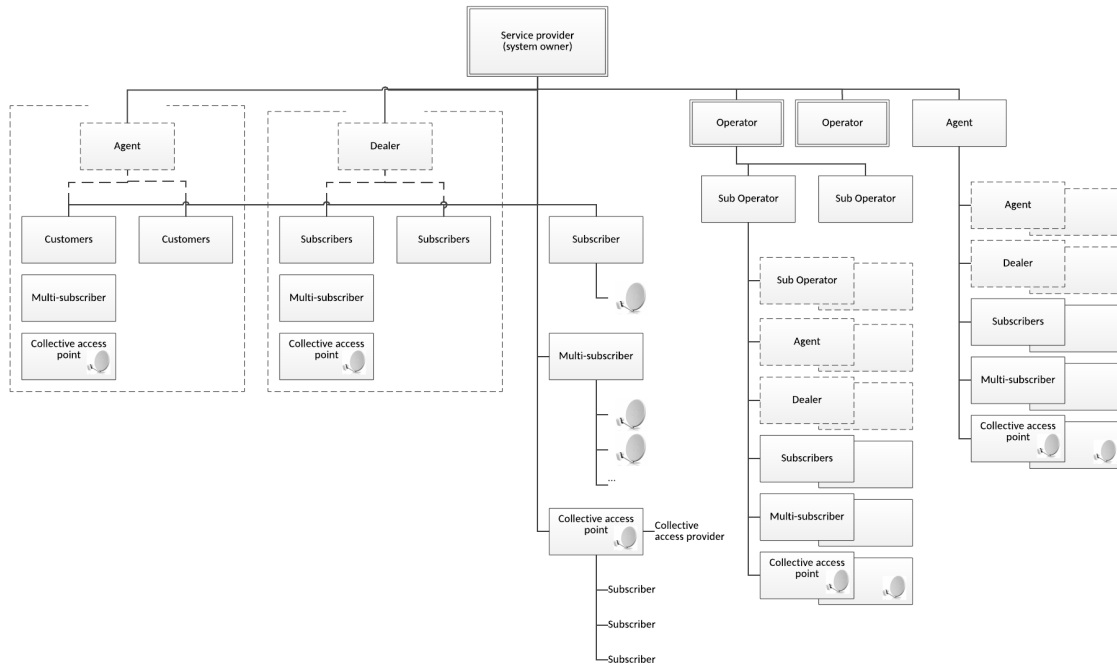 Service provider
(system owner)
Agent
Dealer
Operator
Operator
Agent
Sub Operator
Sub Operator
Customers
Customers
Subscribers
Subscribers
Subscriber
Multi-subscriber
Multi-subscriber
Collective access
point
Collective access
point
Multi-subscriber
...
Collective access
point
Collective
access provider
Subscriber
Subscriber
Subscriber
Sub Operator
Agent
Dealer
Subscribers
Multi-subscriber
Collective access
point
Agent
Dealer
Subscribers
Multi-subscriber
Collective access
point